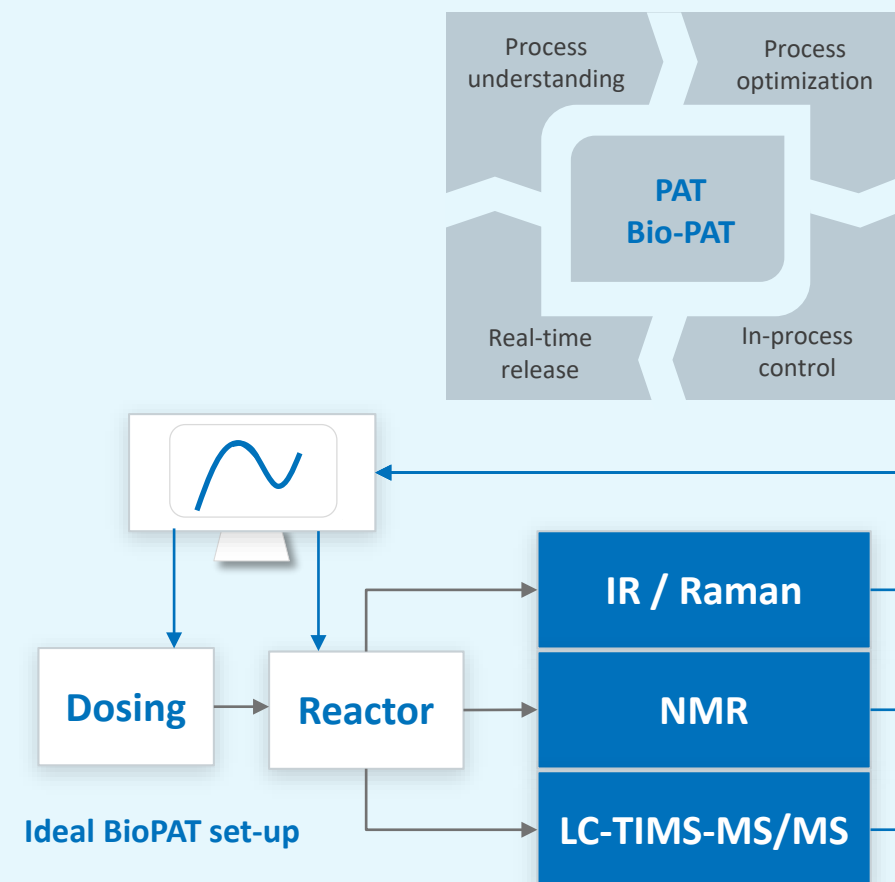 Process
understanding
Process
optimization
PAT
Bio-PAT
Real-time
release
In-process
control
IR / Raman
Dosing
Reactor
NMR
Ideal BioPAT set-up
LC-TIMS-MS/MS